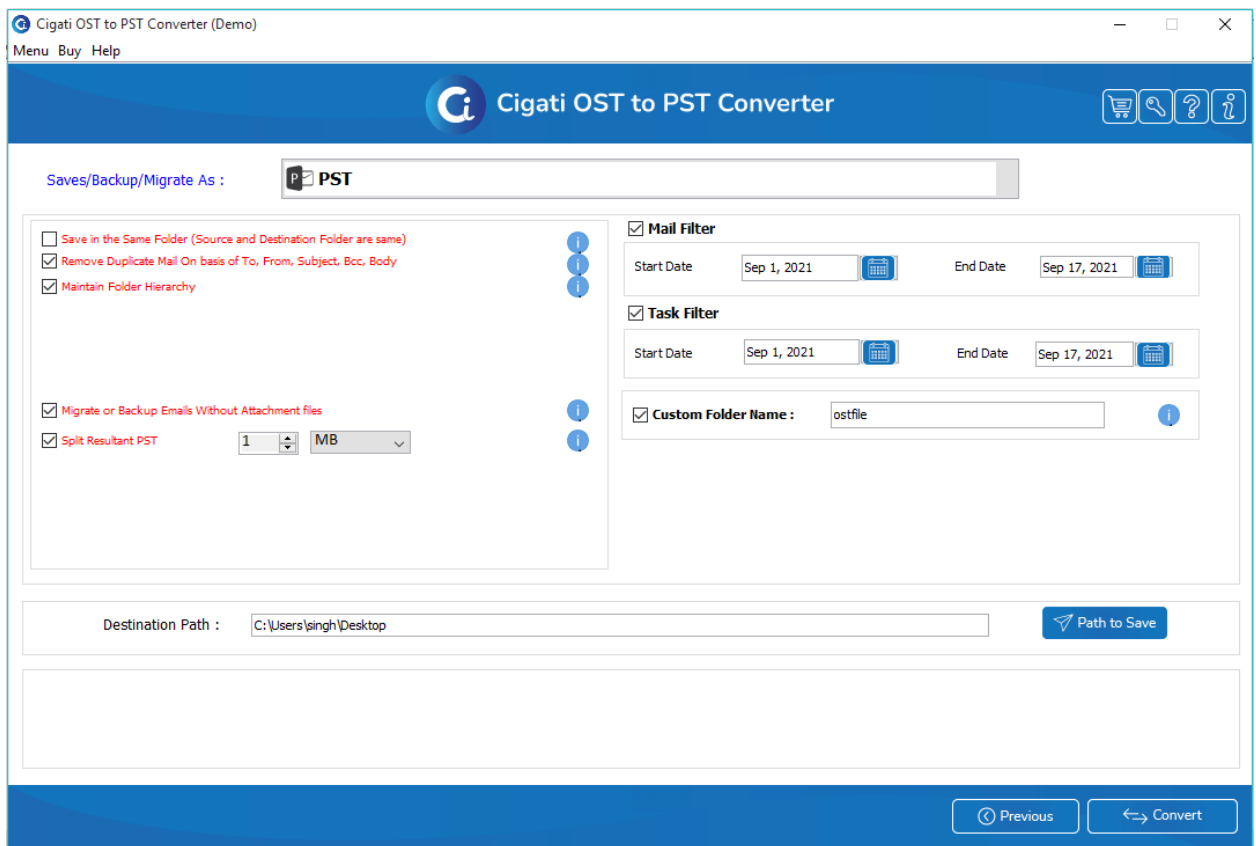 Cigati OST to PST Converter (Demo)
Menu Buy Help
Cigati OST to PST Converter
Saves/Backup/Migrate As :
PST
Save in the Same Folder (Source and Destination Folder are same)
Remove Duplicate Mail On basis of To, From, Subject, Bcc, Body
Maintain Folder Hierarchy
Migrate or Backup Emails Without Attachment files
Split Resultant PST 1 MB
Mail Filter
Start Date Sep 1, 2021 End Date Sep 17, 2021
Task Filter
Start Date Sep 1, 2021 End Date Sep 17, 2021
Custom Folder Name : ostfile
Destination Path : C:\Users\singh\Desktop Path to Save
Previous Convert